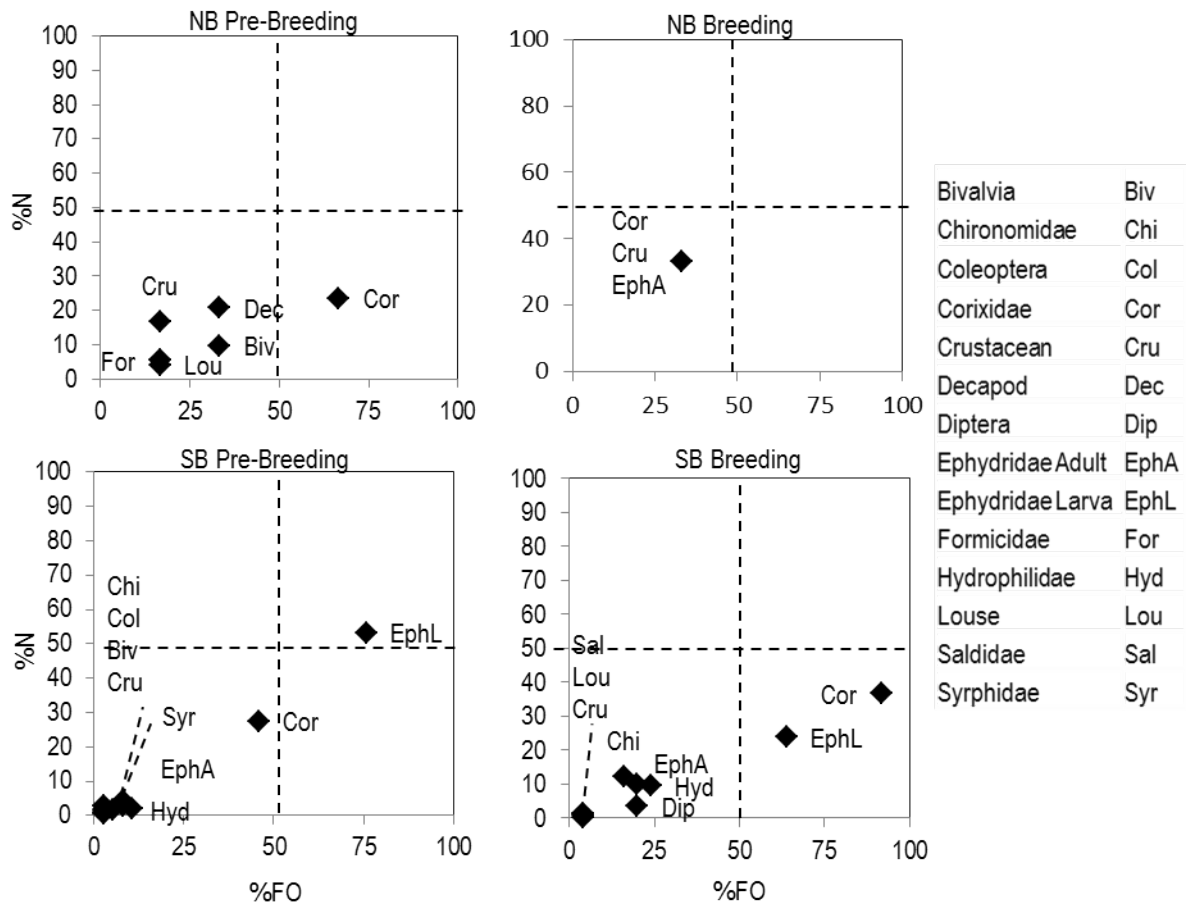 NB Pre-Breeding
100
90
80
70
60
50
40
30
20
10
0
%N
Cru
Dec
Cor
Biv
For
Lou
0 25 50 75 100
NB Breeding
100
80
60
40
20
0
Cor
Cru
EphA
0 25 50 75 100
SB Pre-Breeding
100
90
80
70
60
50
40
30
20
10
0
%N
Chi
Col
Biv
Cru
EphL
Syr
Cor
EphA
Hyd
0 25 50 75 100
%FO
SB Breeding
100
90
80
70
60
50
40
30
20
10
0
Sal
Lou
Cru
Cor
EphL
Chi
EphA
Hyd
Dip
0 25 50 75 100
%FO
Bivalvia Biv
Chironomidae Chi
Coleoptera Col
Corixidae Cor
Crustacean Cru
Decapod Dec
Diptera Dip
Ephydridae Adult EphA
Ephydridae Larva EphL
Formicidae For
Hydrophilidae Hyd
Louse Lou
Saldidae Sal
Syrphidae Syr